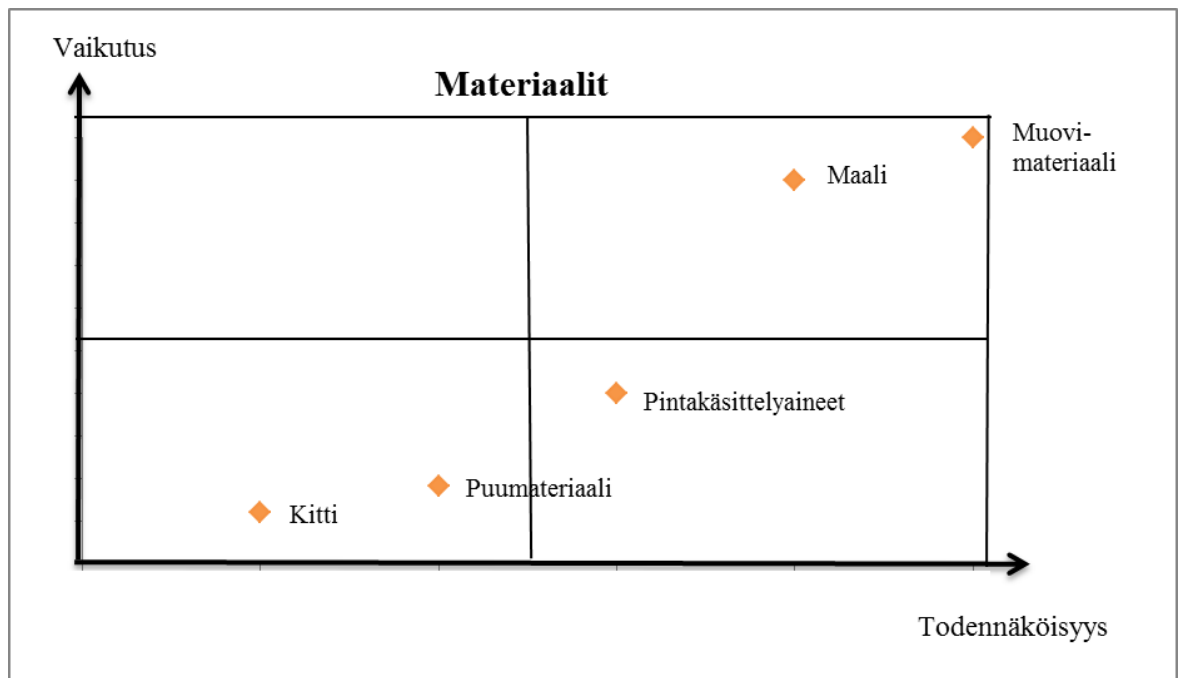 Vaikutus
Materiaalit
Muovi-
materiaali
Maali
Pintakäsittelyaineet
Puumateriaali
Kitti
Todennäköisyys